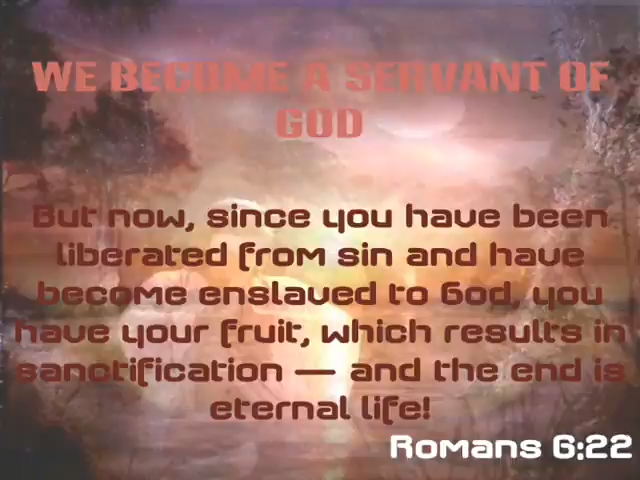 WE BECOME A SERVANT OF
GOD
But now, since you have been
liberated from sin and have
become enslaved to God, you
have your fruit, which results in
sanctification — and the end is
eternal life!
Romans 6:22